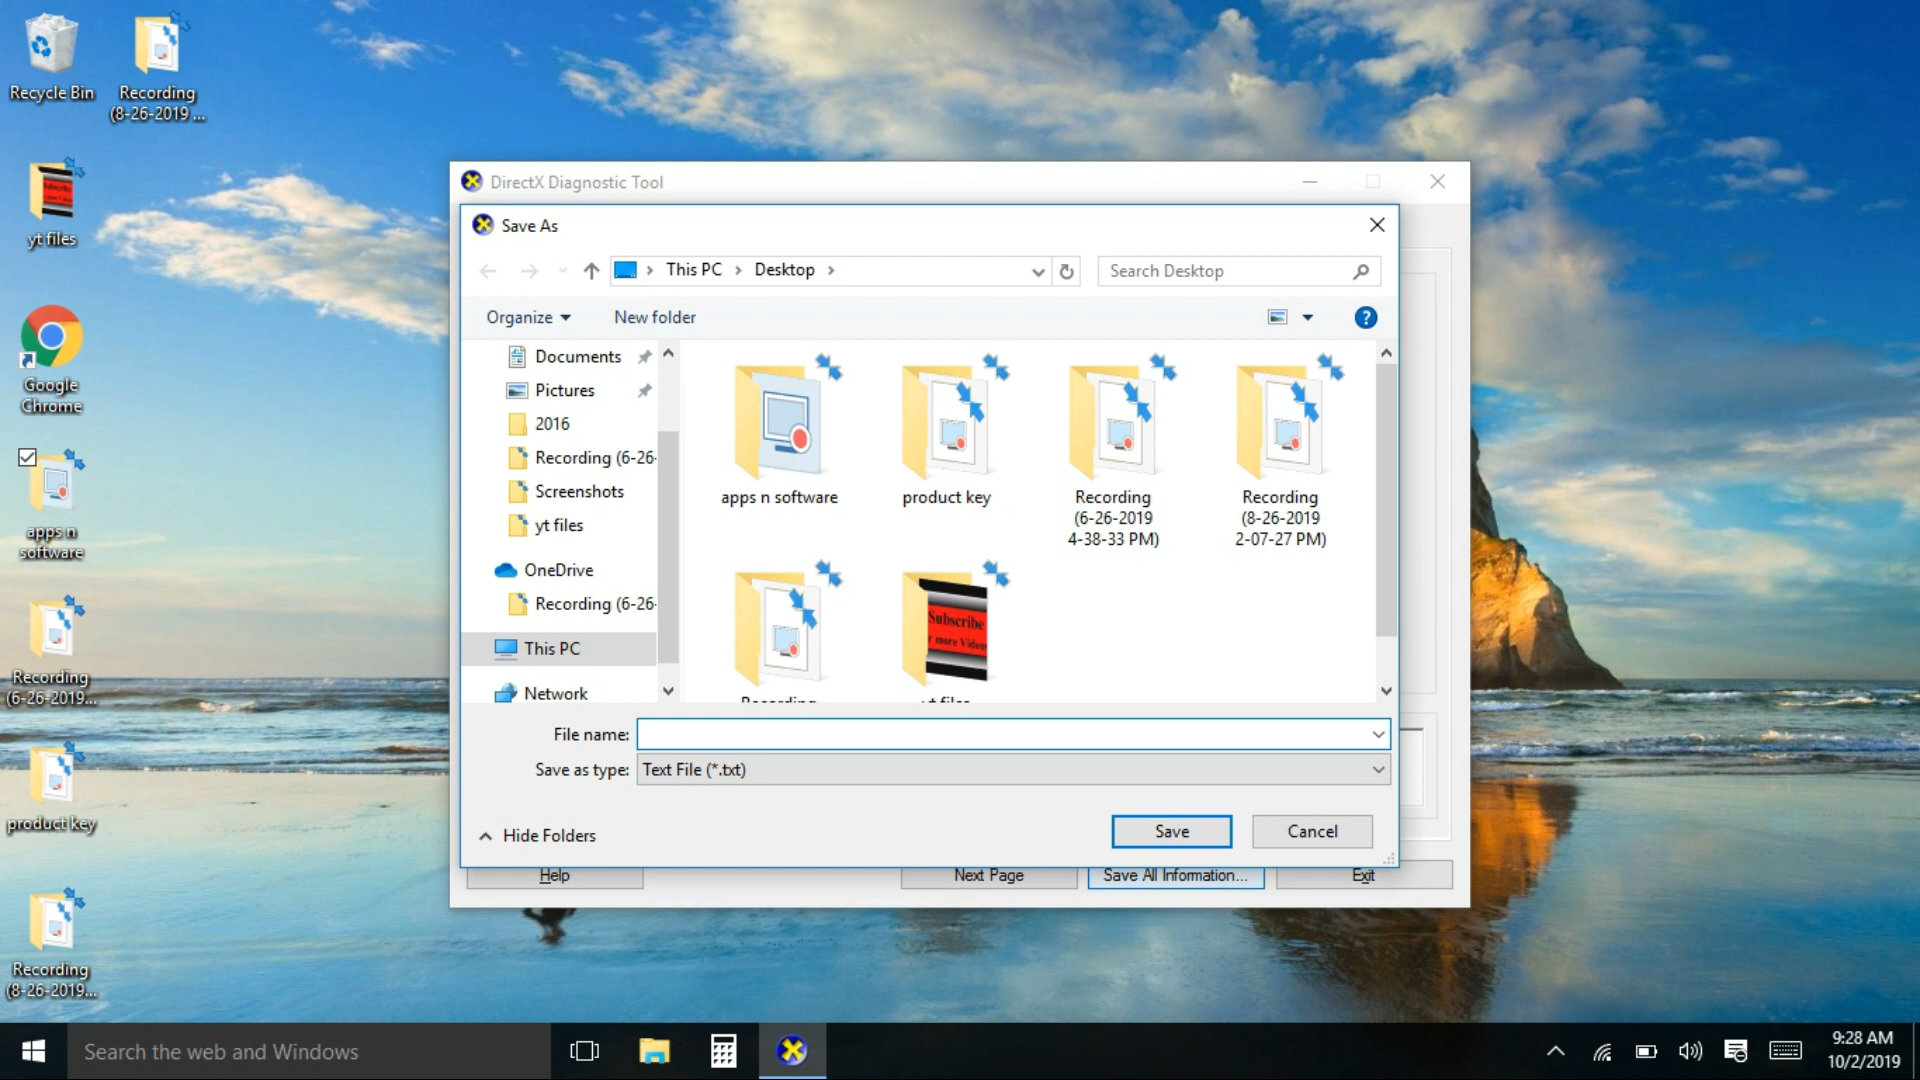 Recycle Bin
Recording
(8-26-2019 ...
yt files
Google
Chrome
apps n
software
Recording
(6-26-2019...
product key
Recording
(8-26-2019...
DirectX Diagnostic Tool
Save As
This PC
Desktop
Search Desktop
Organize
New folder
Documents
Pictures
2016
Recording (6-26-
Screenshots
yt files
OneDrive
Recording (6-26-
This PC
Network
apps n software
product key
Recording
(6-26-2019
4-38-33 PM)
Recording
(8-26-2019
2-07-27 PM)
Subscribe
r more Video
Recording
yt files
File name:
Save as type: Text File (*.txt)
Hide Folders
Save
Cancel
Help
Next Page
Save All Information...
Exit
Search the web and Windows
9:28 AM
10/2/2019